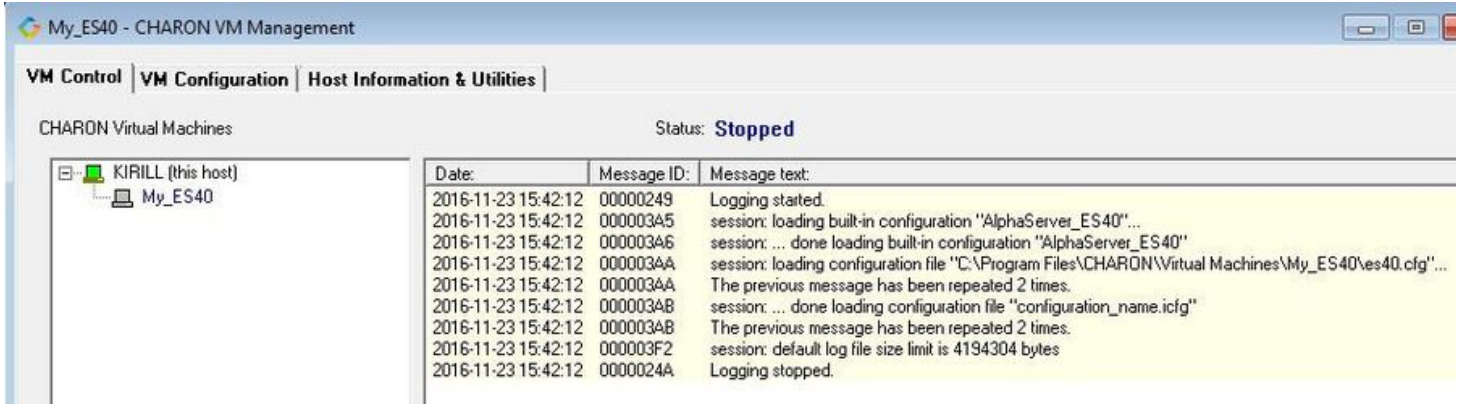 My_ES40 - CHARON VM Management
VM Control VM Configuration Host Information & Utilities
CHARON Virtual Machines Status: Stopped
KIRILL (this host)
My_ES40
Date: Message ID: Message text:
2016-11-23 15:42:12 00000249 Logging started.
2016-11-23 15:42:12 000003A5 session: loading built-in configuration "AlphaServer_ES40"...
2016-11-23 15:42:12 000003A6 session: ... done loading built-in configuration "AlphaServer_ES40"
2016-11-23 15:42:12 000003AA session: loading configuration file "C:\Program Files\CHARON\Virtual Machines\My_ES40\es40.cfg"...
2016-11-23 15:42:12 000003AA The previous message has been repeated 2 times.
2016-11-23 15:42:12 000003AB session: ... done loading configuration file "configuration_name.icfg"
2016-11-23 15:42:12 000003AB The previous message has been repeated 2 times.
2016-11-23 15:42:12 000003F2 session: default log file size limit is 4194304 bytes
2016-11-23 15:42:12 0000024A Logging stopped.